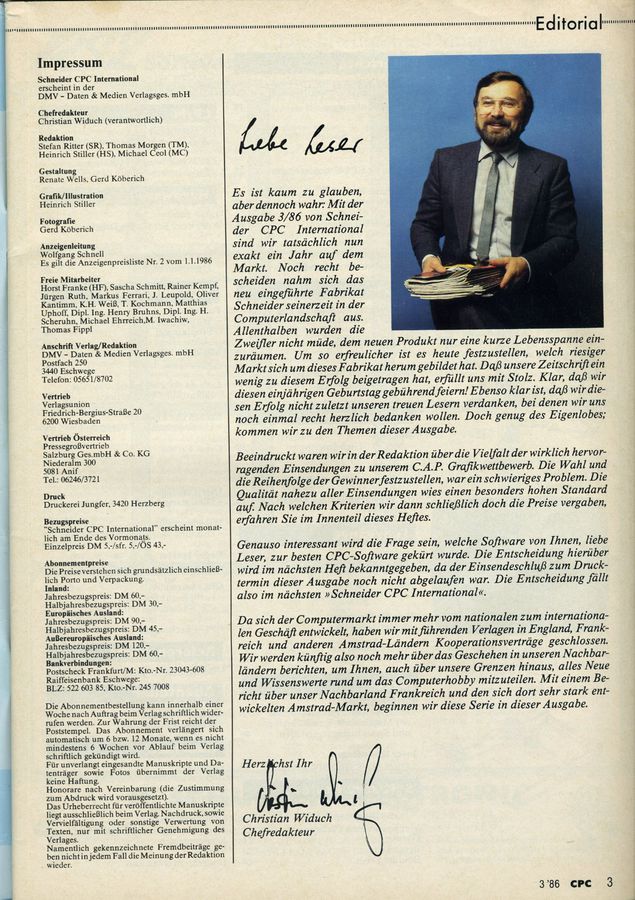 Editorial
Impressum
Schneider CPC International
erscheint in der
DMV – Daten & Medien Verlagsges. mbH
Chefredakteur
Christian Widuch (verantwortlich)
Redaktion
Stefan Ritter (SR), Thomas Morgen (TM),
Heinrich Stiller (HS), Michael Ceol (MC)
Gestaltung
Renate Wells, Gerd Köberich
Grafik/Illustration
Heinrich Stiller
Fotografie
Gerd Köberich
Anzeigenleitung
Wolfgang Schnell
Es gilt die Anzeigenpreisliste Nr. 2 vom 1.1.1986
Freie Mitarbeiter
Horst Franke(HF), Sascha Schmitt, Rainer Kempf,
Jürgen Ruth, Markus Ferrari, J. Leupold, Oliver
Kantimm, K.H. Weiß, T. Kochmann, Matthias
Uphoff, Dipl. Ing. Henry Bruhns, Dipl. Ing. H.
Scheruhn, Michael Ehrreich,M. Iwachiw,
Thomas Fippl
Anschrift Verlag/Redaktion
DMV – Daten & Medien Verlagsges. mbH
Postfach 250
3440 Eschwege
Telefon: 05651/8702
Vertrieb
Verlagsunion
Friedrich-Bergius-Straße 20
6200 Wiesbaden
Vertrieb Österreich
Pressegroßvertrieb
Salzburg Ges.mbH & Co. KG
Niederalm 300
5081 Anif
Tel.: 06246/3721
Druck
Druckerei Jungfer, 3420 Herzberg
Bezugspreise
"Schneider CPC International" erscheint monat-
lich am Ende des Vormonats.
Einzelpreis DM 5,-/sfr. 5,-/ÖS 43,-
Abonnementpreise
Die Preise verstehen sich grundsätzlich einschließ-
lich Porto und Verpackung.
Inland:
Jahresbezugspreis: DM 60,-
Halbjahresbezugspreis: DM 30,-
Europäisches Ausland:
Jahresbezugspreis: DM 90,-
Halbjahresbezugspreis: DM 45,-
Außereuropäisches Ausland:
Jahresbezugspreis: DM 120,-
Halbjahresbezugspreis: DM 60,-
Bankverbindungen:
Postscheck Frankfurt/M: Kto.-Nr. 23043-608
Raiffeisenbank Eschwege:
BLZ: 522 603 85, Kto.-Nr. 245 7008
Die Abonnementbestellung kann innerhalb einer
Woche nach Auftrag beim Verlag schriftlich wider-
rufen werden. Zur Wahrung der Frist reicht der
Poststempel. Das Abonnement verlängert sich
automatisch um 6 bzw. 12 Monate, wenn es nicht
mindestens 6 Wochen vor Ablauf beim Verlag
schriftlich gekündigt wird.
Für unverlangt eingesandte Manuskripte und Da-
tenträger sowie Fotos übernimmt der Verlag
keine Haftung.
Honorare nach Vereinbarung (die Zustimmung
zum Abdruck wird vorausgesetzt).
Das Urheberrecht für veröffentlichte Manuskripte
liegt ausschließlich beim Verlag. Nachdruck, sowie
Vervielfältigung oder sonstige Verwertung von
Texten, nur mit schriftlicher Genehmigung des
Verlages.
Namentlich gekennzeichnete Fremdbeiträge ge-
ben nicht in jedem Fall die Meinung der Redaktion
wieder.
Liebe Leser
Es ist kaum zu glauben,
aber dennoch wahr: Mit der
Ausgabe 3/86 von Schnei-
der CPC International
sind wir tatsächlich nun
exakt ein Jahr auf dem
Markt. Noch recht be-
scheiden nahm sich das
neu eingeführte Fabrikat
Schneider seinerzeit in der
Computerlandschaft aus.
Allenthalben wurden die
Zweifler nicht müde, dem neuen Produkt nur eine kurze Lebensspanne ein-
zuräumen. Um so erfreulicher ist es heute festzustellen, welch riesiger
Markt sich um dieses Fabrikat herum gebildet hat. Daß unsere Zeitschrift ein
wenig zu diesem Erfolg beigetragen hat, erfüllt uns mit Stolz. Klar, daß wir
diesen einjährigen Geburtstag gebührend feiern! Ebenso klar ist, daß wir die-
sen Erfolg nicht zuletzt unseren treuen Lesern verdanken, bei denen wir uns
noch einmal recht herzlich bedanken wollen. Doch genug des Eigenlobes;
kommen wir zu den Themen dieser Ausgabe.
Beeindruckt waren wir in der Redaktion über die Vielfalt der wirklich hervor-
ragenden Einsendungen zu unserem C.A.P. Grafikwettbewerb. Die Wahl und
die Reihenfolge der Gewinner festzustellen, war ein schwieriges Problem. Die
Qualität nahezu aller Einsendungen wies einen besonders hohen Standard
auf. Nach welchen Kriterien wir dann schließlich doch die Preise vergaben,
erfahren Sie im Innenteil dieses Heftes.
Genauso interessant wird die Frage sein, welche Software von Ihnen, liebe
Leser, zur besten CPC-Software gekürt wurde. Die Entscheidung hierüber
wird im nächsten Heft bekanntgegeben, da der Einsendeschluß zum Druck-
termin dieser Ausgabe noch nicht abgelaufen war. Die Entscheidung fällt
also im nächsten »Schneider CPC International«.
Da sich der Computermarkt immer mehr vom nationalen zum internationa-
len Geschäft entwickelt, haben wir mit führenden Verlagen in England, Frank-
reich und anderen Amstrad-Ländern Kooperationsverträge geschlossen.
Wir werden künftig also noch mehr über das Geschehen in unseren Nachbar-
ländern berichten, um Ihnen, auch über unsere Grenzen hinaus, alles Neue
und Wissenswerte rund um das Computerhobby mitzuteilen. Mit einem Be-
richt über unser Nachbarland Frankreich und den sich dort sehr stark ent-
wickelten Amstrad-Markt, beginnen wir diese Serie in dieser Ausgabe.
Herzlichst Ihr
Christian Widuch
Christian Widuch
Chefredakteur
3 '86 CPC 3